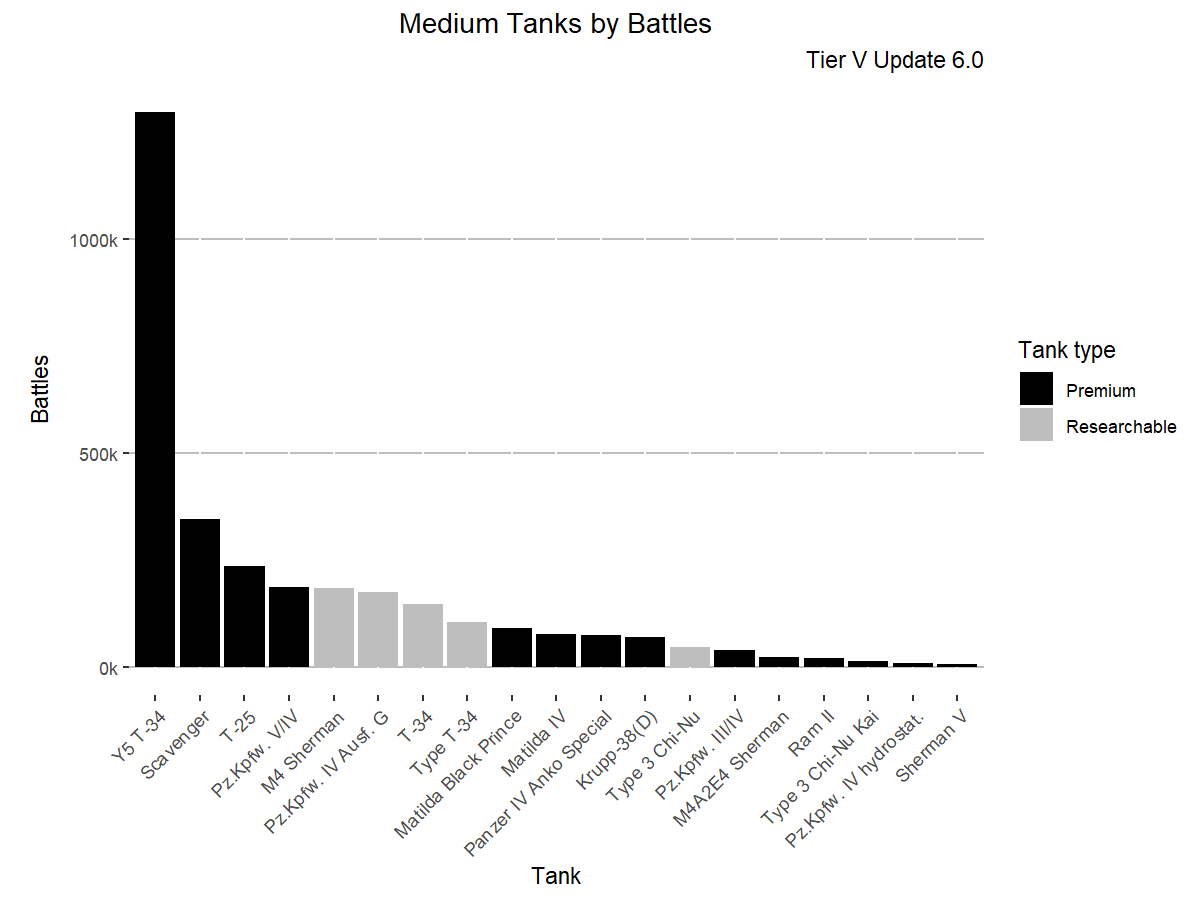 Medium Tanks by Battles
Tier V Update 6.0
Battles
1000k
500k
0k
Y5 T-34
Scavenger
T-25
Pz.Kpfw. V/IV
M4 Sherman
Pz.Kpfw. IV Ausf. G
T-34
Type T-34
Matilda Black Prince
Matilda IV
Panzer IV Anko Special
Krupp-38(D)
Type 3 Chi-Nu
Pz.Kpfw. III/IV
M4A2E4 Sherman
Ram II
Type 3 Chi-Nu Kai
Pz.Kpfw. IV hydrostat.
Sherman V
Tank
Tank type
Premium
Researchable